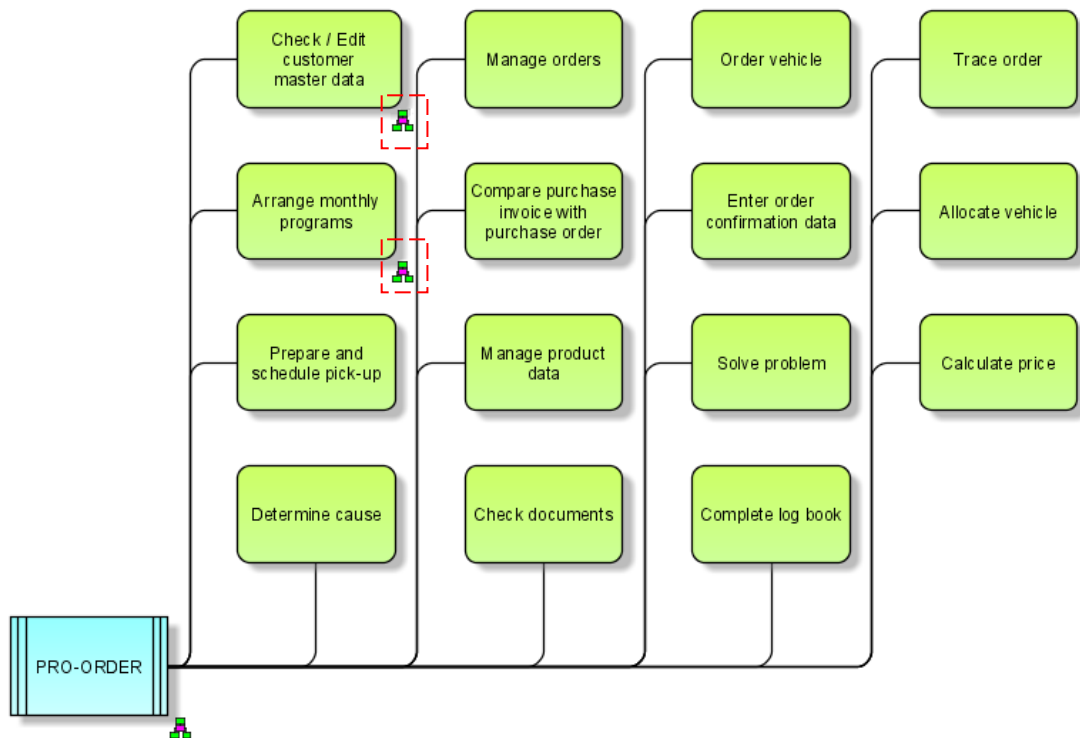 Check / Edit
customer
master data
Manage orders
Order vehicle
Trace order
Arrange monthly
programs
Compare purchase
invoice with
purchase order
Enter order
confirmation data
Allocate vehicle
Prepare and
schedule pick-up
Manage product
data
Solve problem
Calculate price
Determine cause
Check documents
Complete log book
PRO-ORDER